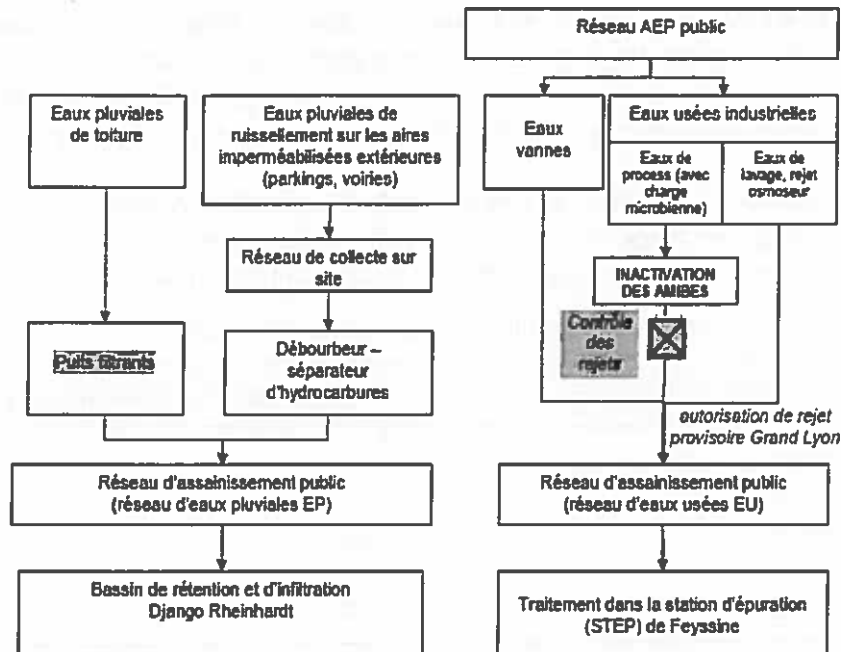 Réseau AEP public
Eaux pluviales
de toiture
Eaux pluviales de
ruissellement sur les aires
imperméabilisées extérieures
(parkings, voiries)
Eaux
vannes
Eaux usées industrielles
Eaux de
process (avec
charge
microbienne)
Eaux de
lavage, rejet
osmoseur
Réseau de collecte sur
site
INACTIVATION
DES AMIBES
Contrôle
des
rejets
Puits filtrants
Débourbeur –
séparateur
d'hydrocarbures
autorisation de rejet
provisoire Grand Lyon
Réseau d'assainissement public
(réseau d'eaux pluviales EP)
Réseau d'assainissement public
(réseau d'eaux usées EU)
Bassin de rétention et d'infiltration
Django Rheinhardt
Traitement dans la station d'épuration
(STEP) de Feyssine